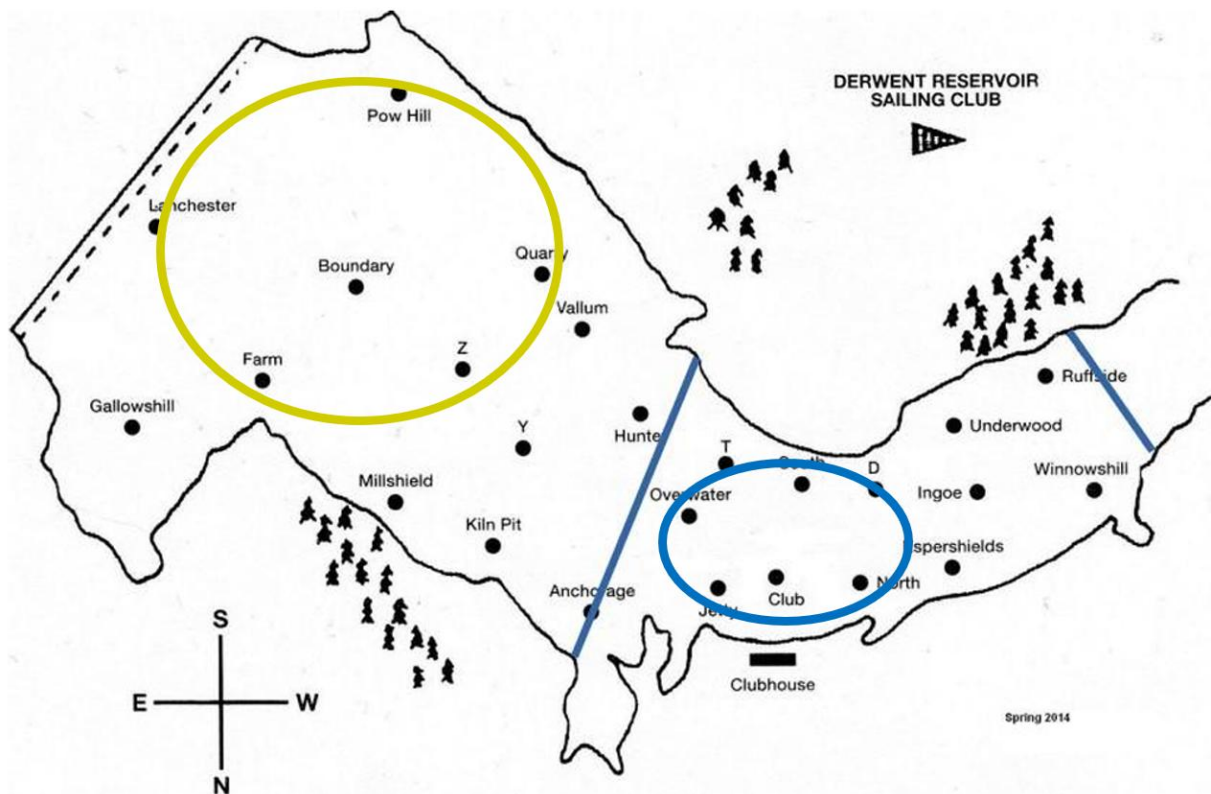 DERWENT RESERVOIR
SAILING CLUB
Pow Hill
Lanchester
Boundary
Quarry
Vallum
Farm
Z
Gallowshill
Y
Hunter
Ruffside
Underwood
T
South
D
Millshield
Overwater
Ingoe
Winnowshill
Kiln Pit
Espershields
Anchorage
Jetty
Club
North
Clubhouse
S
E
W
N
Spring 2014